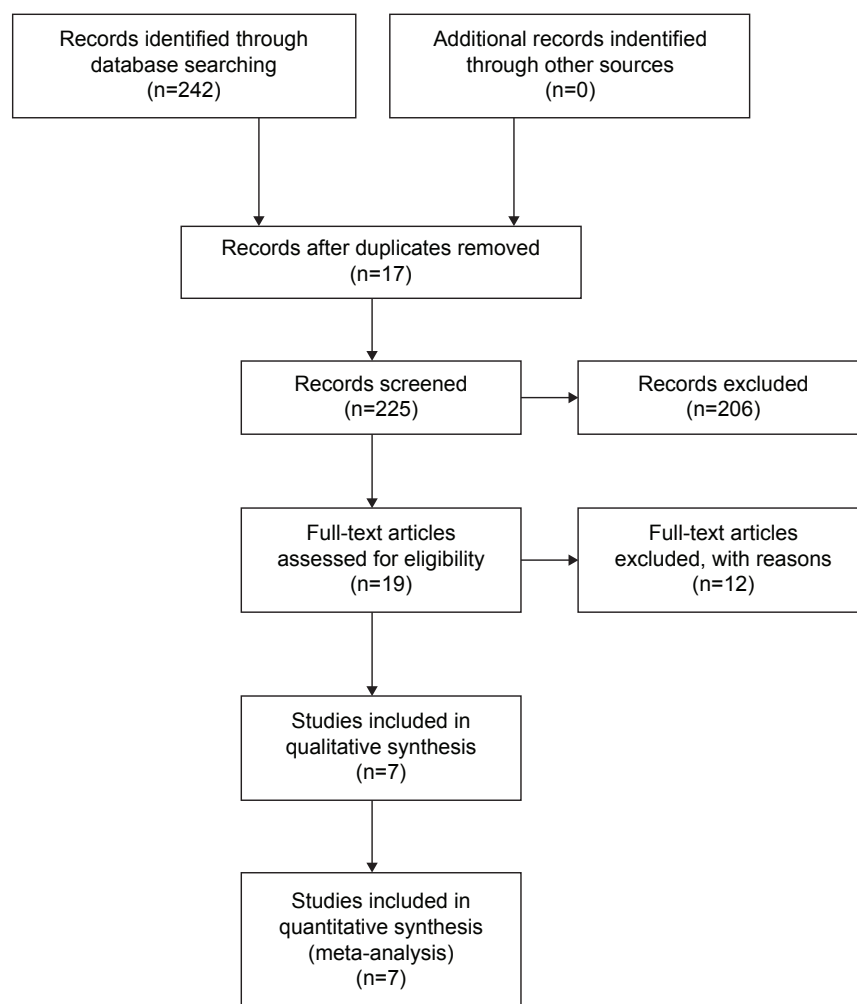 Records identified through
database searching
(n=242)
Additional records indentified
through other sources
(n=0)
Records after duplicates removed
(n=17)
Records screened
(n=225)
Records excluded
(n=206)
Full-text articles
assessed for eligibility
(n=19)
Full-text articles
excluded, with reasons
(n=12)
Studies included in
qualitative synthesis
(n=7)
Studies included in
quantitative synthesis
(meta-analysis)
(n=7)